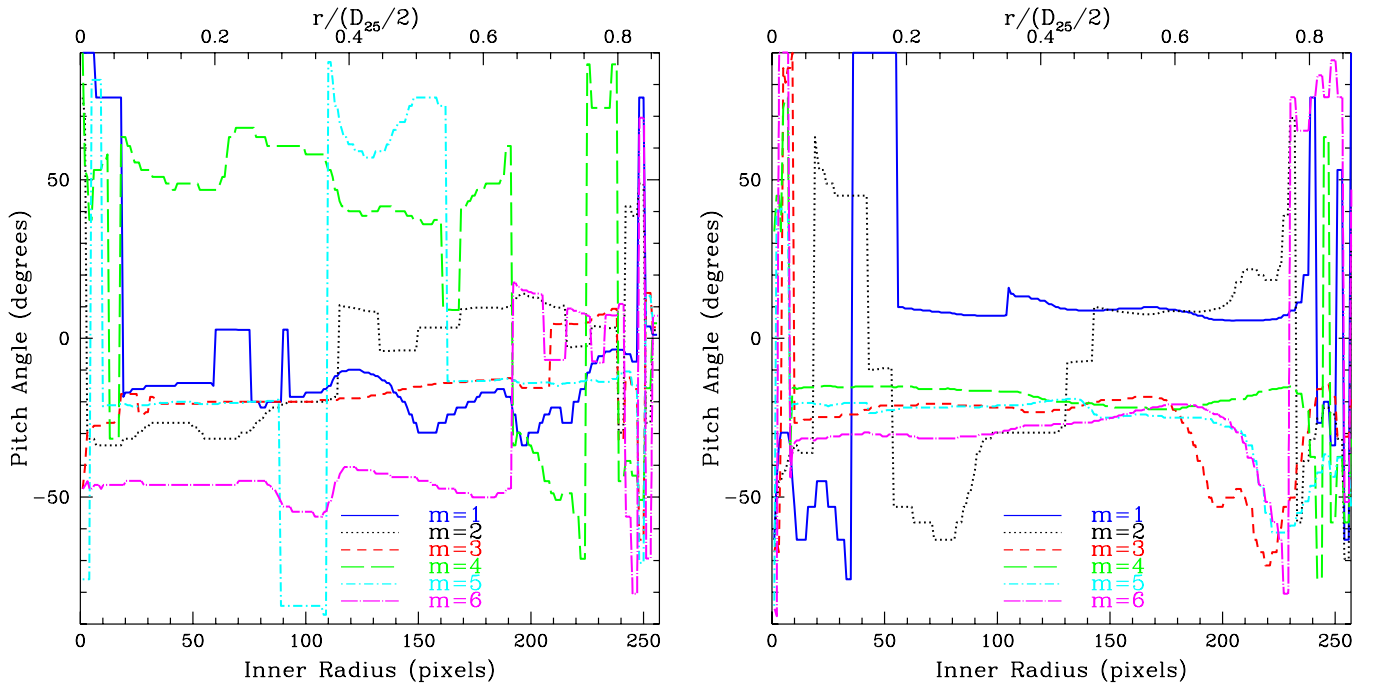 r/(D25/2)
0 0.2 0.4 0.6 0.8
50
0
−50
Pitch Angle (degrees)
m=1
m=2
m=3
m=4
m=5
m=6
0 50 100 150 200 250
Inner Radius (pixels)
r/(D25/2)
0 0.2 0.4 0.6 0.8
50
0
−50
Pitch Angle (degrees)
m=1
m=2
m=3
m=4
m=5
m=6
0 50 100 150 200 250
Inner Radius (pixels)